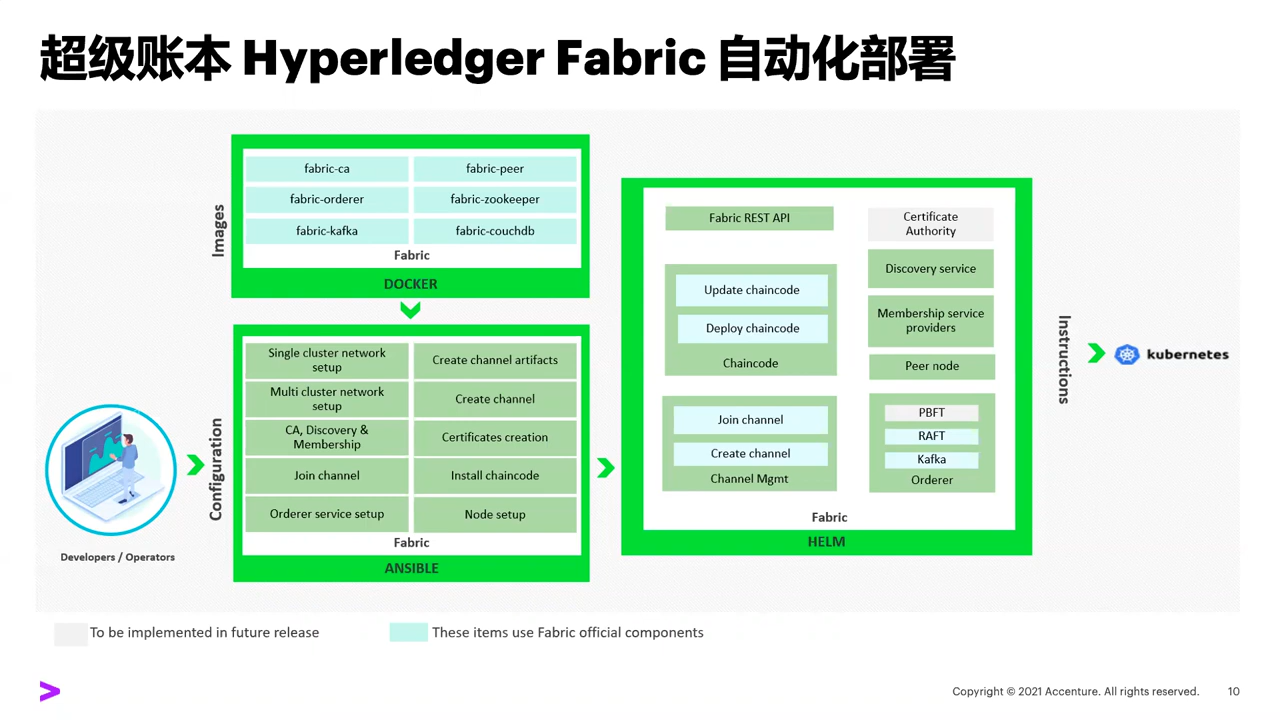 超级账本 Hyperledger Fabric 自动化部署
Images
fabric-ca
fabric-peer
fabric-orderer
fabric-zookeeper
fabric-kafka
fabric-couchdb
Fabric
DOCKER
Developers / Operators
Configuration
Single cluster network
setup
Create channel artifacts
Multi cluster network
setup
Create channel
CA, Discovery &
Membership
Certificates creation
Join channel
Install chaincode
Orderer service setup
Node setup
Fabric
ANSIBLE
Fabric REST API
Update chaincode
Deploy chaincode
Chaincode
Join channel
Create channel
Channel Mgmt
Certificate
Authority
Discovery service
Membership service
providers
Peer node
PBFT
RAFT
Kafka
Orderer
Fabric
HELM
Instructions
kubernetes
To be implemented in future release
These items use Fabric official components
Copyright © 2021 Accenture. All rights reserved.
10